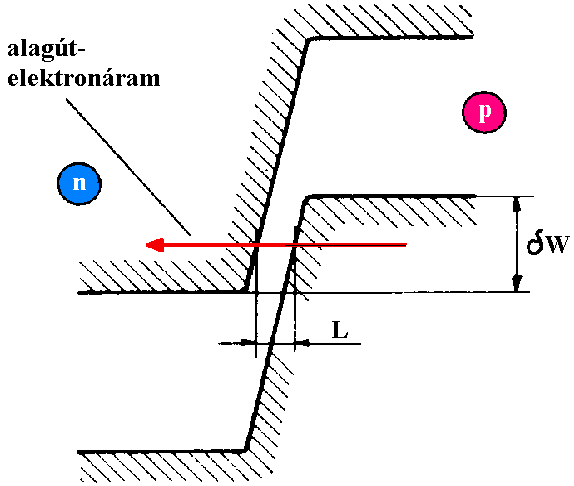 alagút-
elektronáram
p
n
δW
L